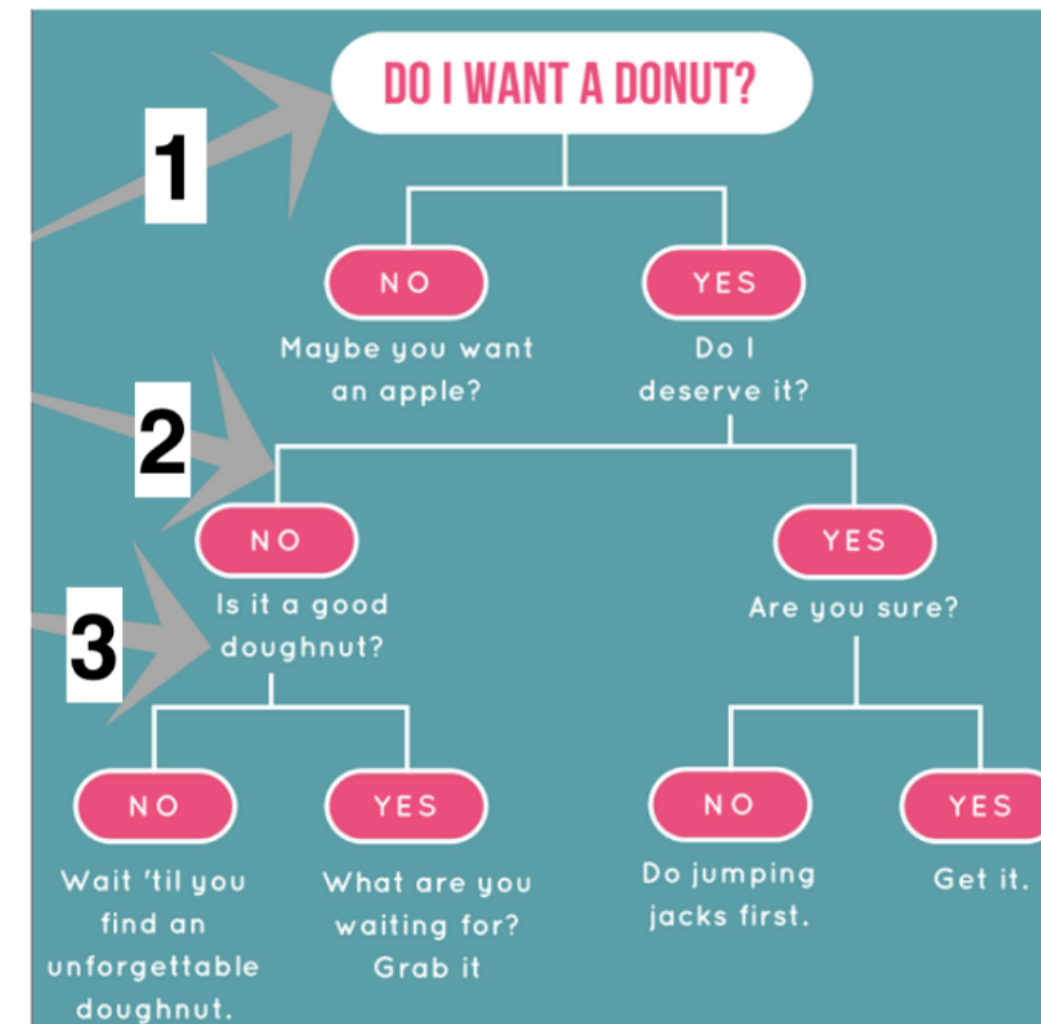 DO I WANT A DONUT?
1
NO
YES
Maybe you want
an apple?
Do I
deserve it?
2
NO
YES
Is it a good
doughnut?
Are you sure?
3
NO
YES
NO
YES
Wait 'til you
find an
unforgettable
doughnut.
What are you
waiting for?
Grab it
Do jumping
jacks first.
Get it.